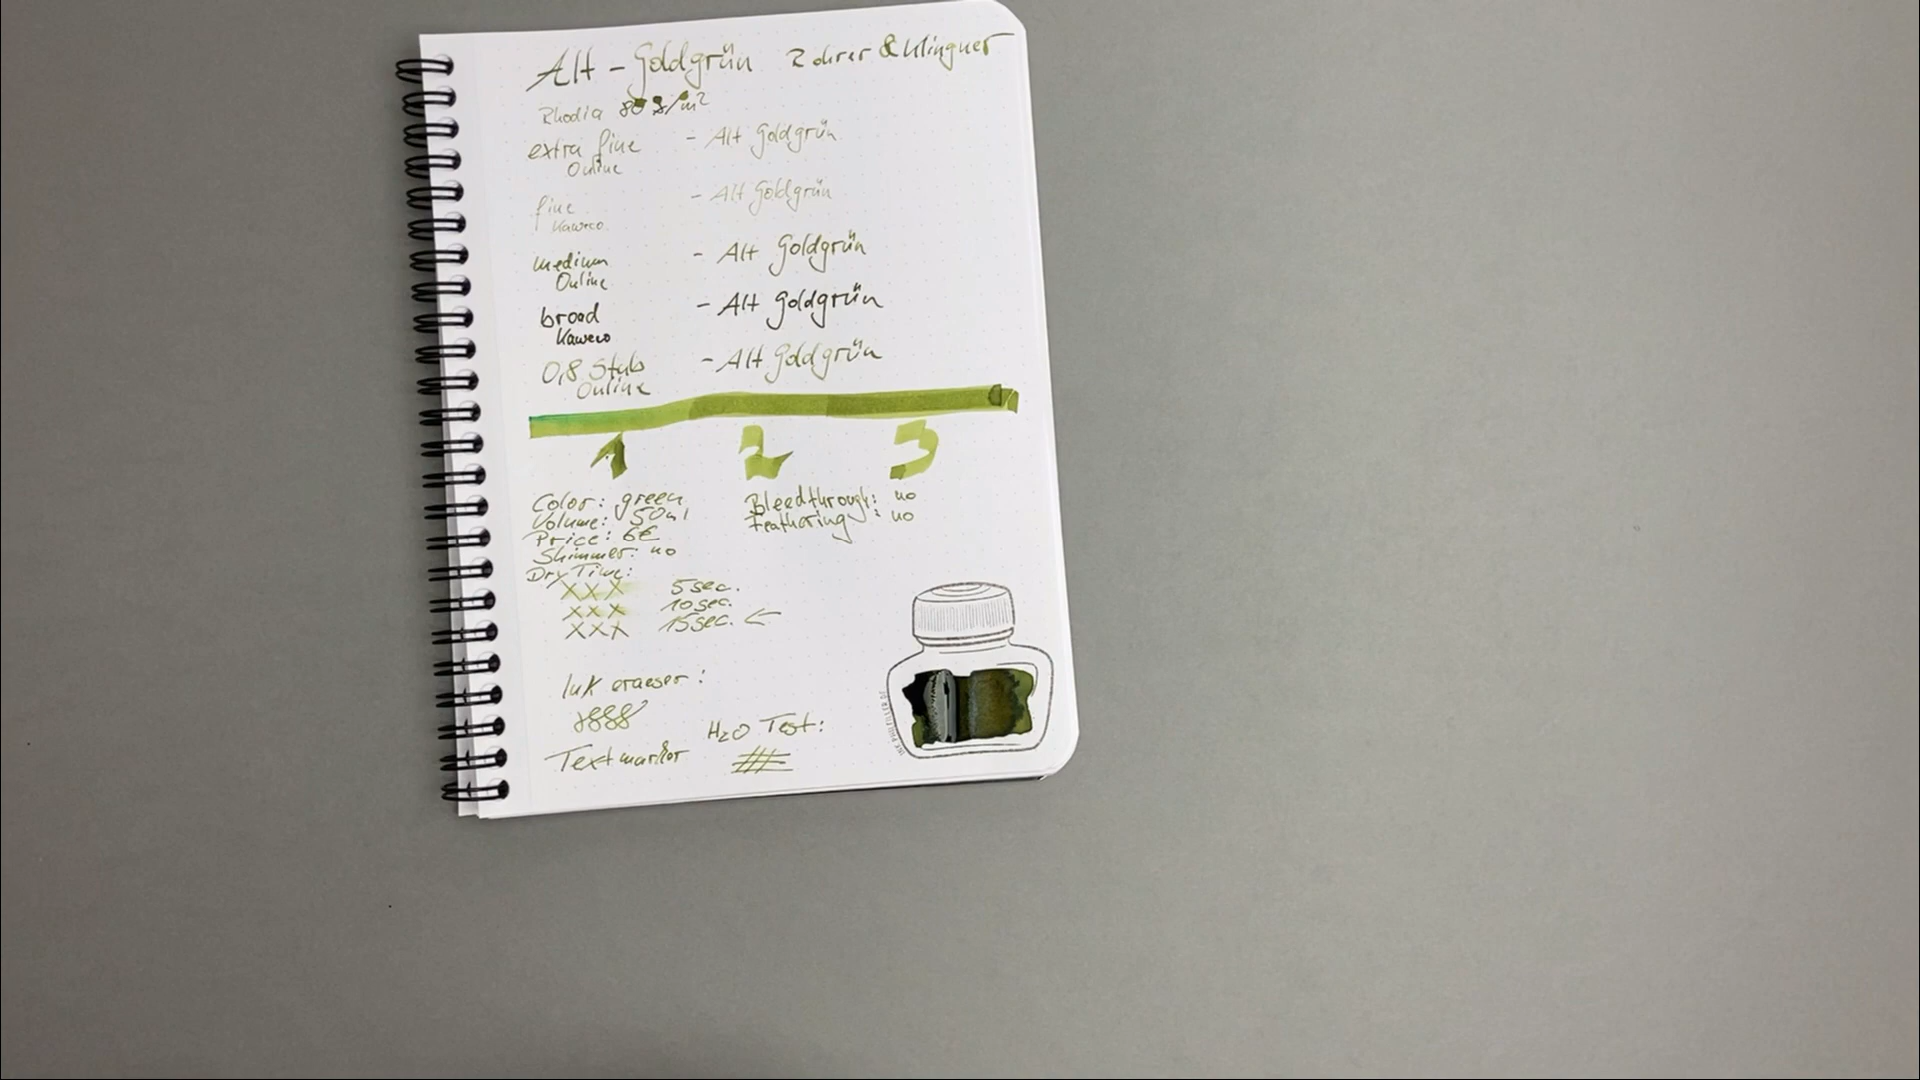 Alt - Goldgrün Rohrer & Klingner
Rhodia 80 g/m²
extra fine - Alt Goldgrün
Online
fine - Alt Goldgrün
Kaweco
medium - Alt Goldgrün
Online
broad - Alt Goldgrün
Kaweco
0,8 Stub - Alt Goldgrün
Online
1 2 3
Color: green
Volume: 50ml
Price: 6€
Shimmer: no
Bleedthrough: no
Feathering: no
Dry Time:
XXX 5sec.
XXX 10sec.
XXX 15sec. ←
Ink eraeser:
H₂O Test:
Textmarker